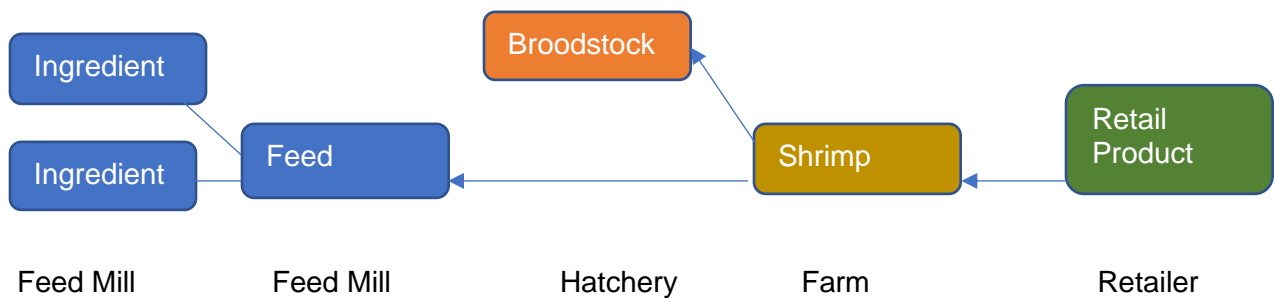 Broodstock
Ingredient
Retail
Product
Feed
Shrimp
Ingredient
Feed Mill
Feed Mill
Hatchery
Farm
Retailer